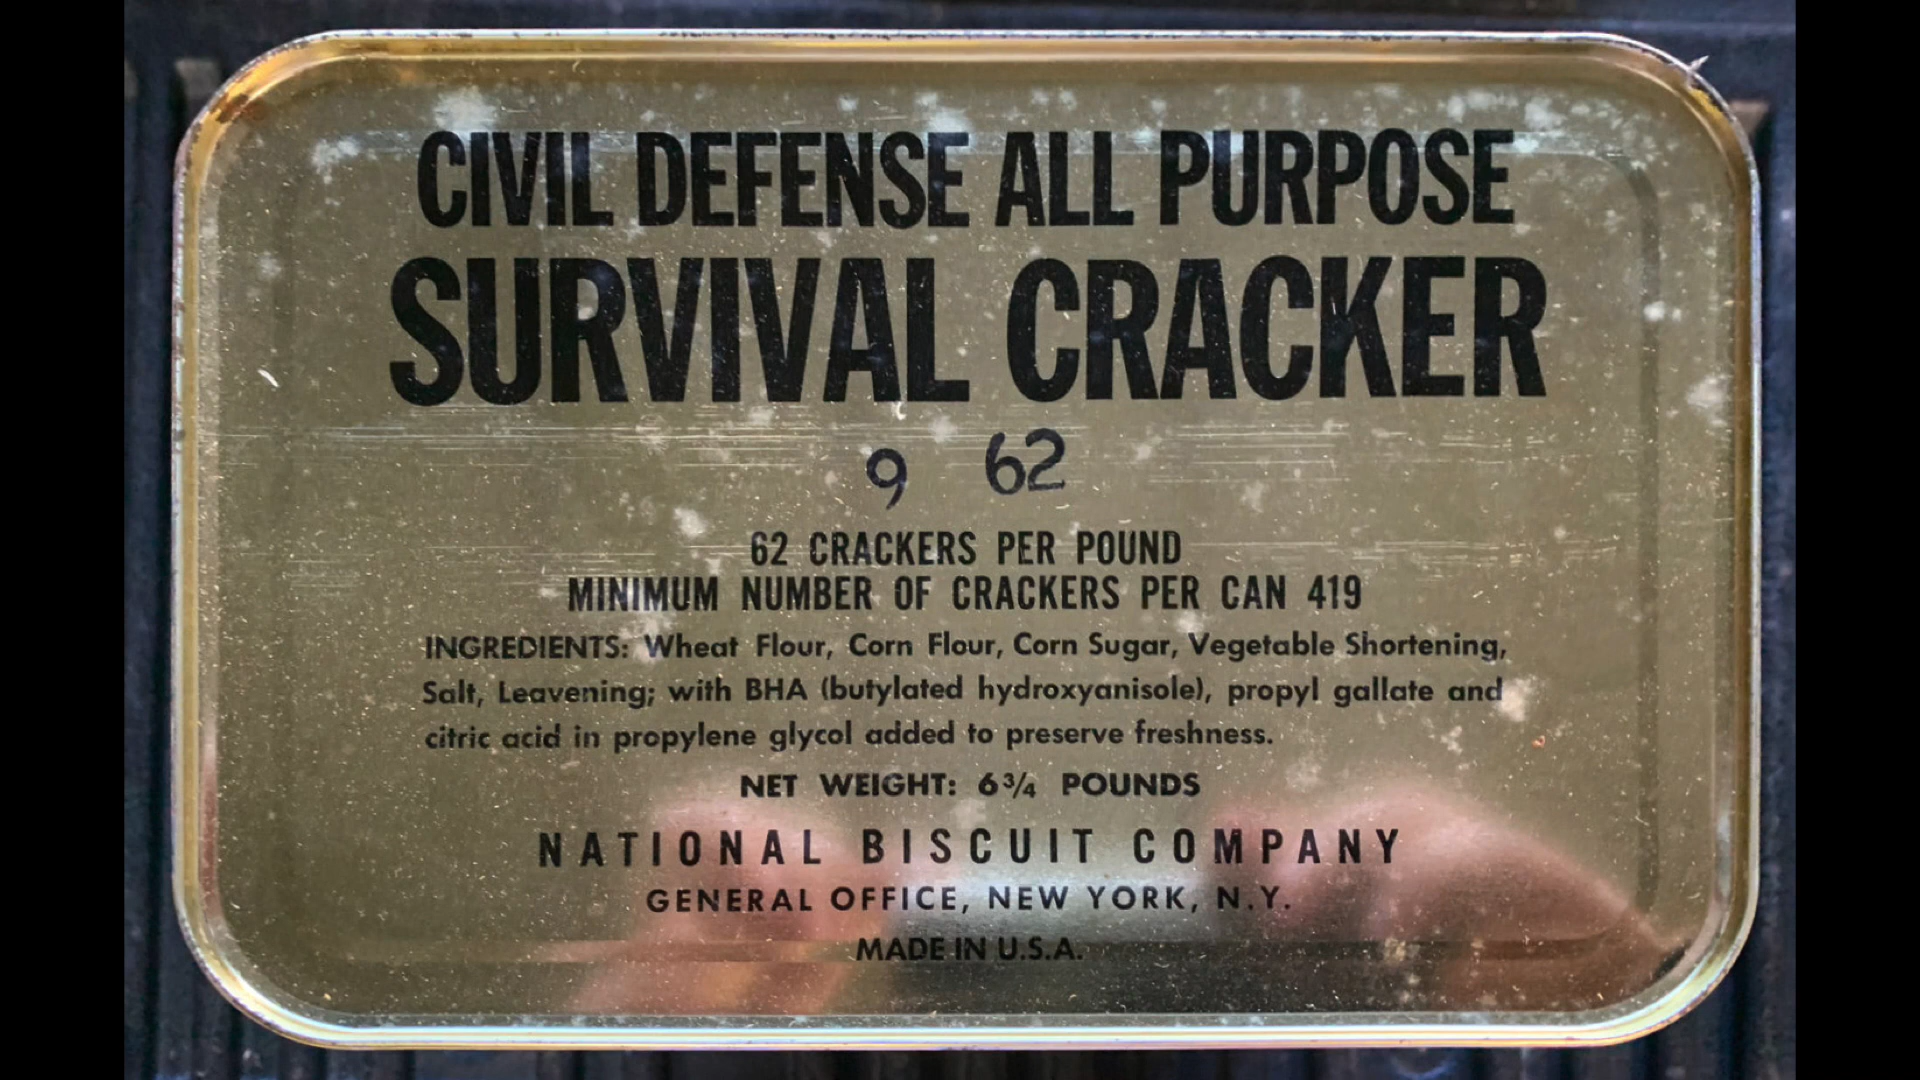 CIVIL DEFENSE ALL PURPOSE
SURVIVAL CRACKER
9 62
62 CRACKERS PER POUND
MINIMUM NUMBER OF CRACKERS PER CAN 419
INGREDIENTS: Wheat Flour, Corn Flour, Corn Sugar, Vegetable Shortening,
Salt, Leavening; with BHA (butylated hydroxyanisole), propyl gallate and
citric acid in propylene glycol added to preserve freshness.
NET WEIGHT: 6 3/4 POUNDS
NATIONAL BISCUIT COMPANY
GENERAL OFFICE, NEW YORK, N.Y.
MADE IN U.S.A.